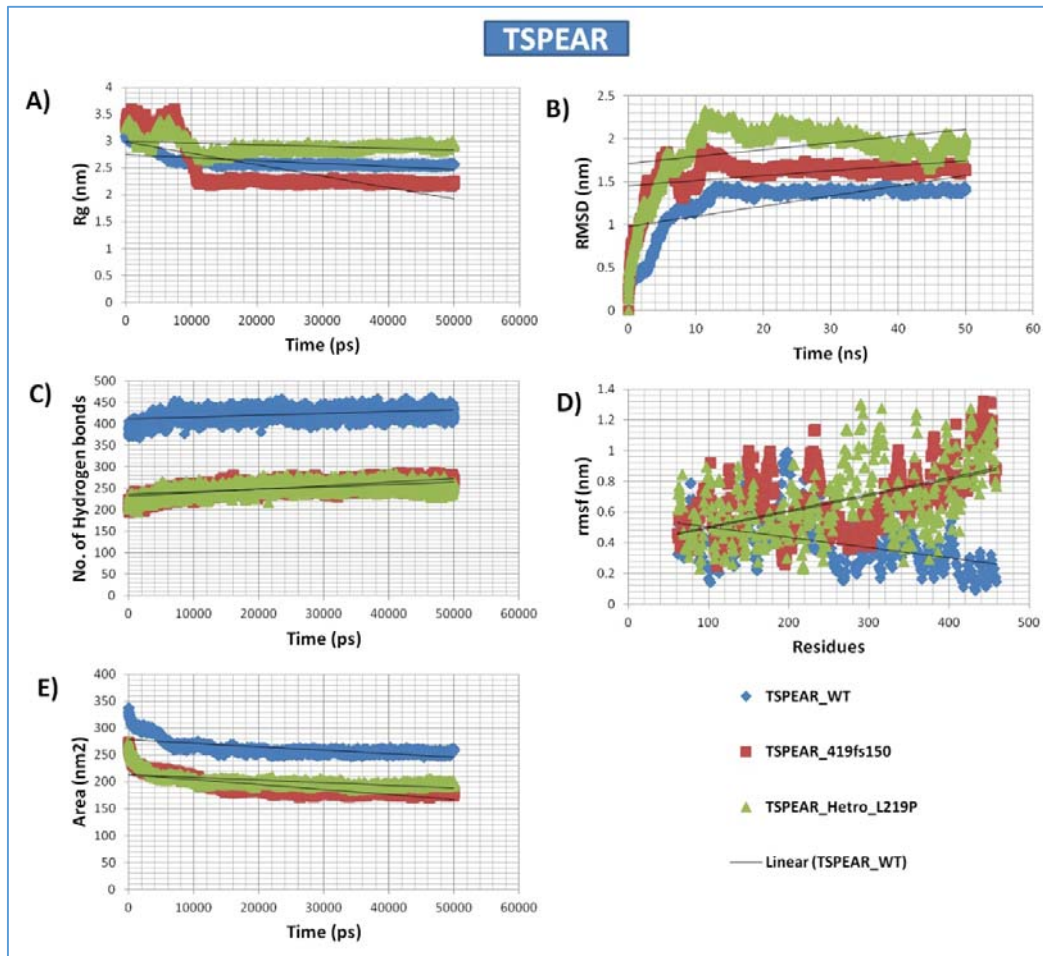 TSPEAR
A)
4
3.5
3
2.5
2
1.5
1
0.5
0
Rg (nm)
0 10000 20000 30000 40000 50000 60000
Time (ps)
B)
2.5
2
1.5
1
0.5
0
RMSD (nm)
0 10 20 30 40 50 60
Time (ns)
C)
500
450
400
350
300
250
200
150
100
50
0
No. of Hydrogen bonds
0 10000 20000 30000 40000 50000 60000
Time (ps)
D)
1.4
1.2
1
0.8
0.6
0.4
0.2
0
rmsf (nm)
0 100 200 300 400 500
Residues
E)
400
350
300
250
200
150
100
50
0
Area (nm2)
0 10000 20000 30000 40000 50000 60000
Time (ps)
TSPEAR_WT
TSPEAR_419fs150
TSPEAR_Hetro_L219P
Linear (TSPEAR_WT)